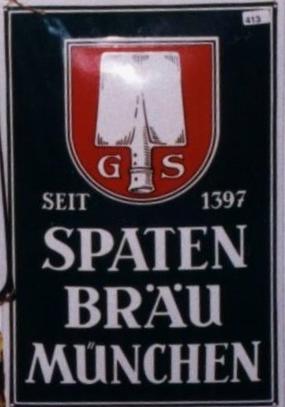 413
G S
SEIT 1397
SPATEN
BRÄU
MÜNCHEN